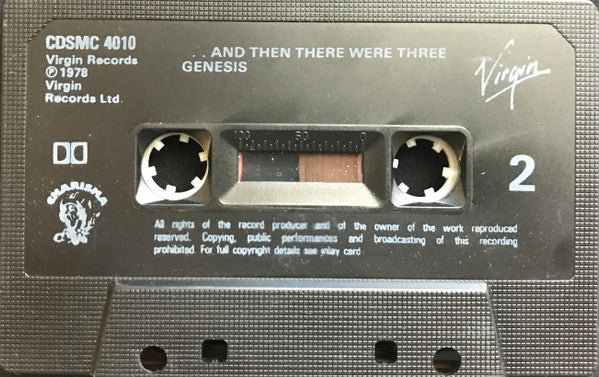 CDSMC 4010
Virgin Records
℗ 1978
Virgin
Records Ltd.
. . AND THEN THERE WERE THREE
GENESIS
Virgin
100 50 0
CHARISMA
2
All rights of the record producer and of the owner of the work reproduced
reserved. Copying, public performances and broadcasting of this recording
prohibited. For full copyright details see inlay card